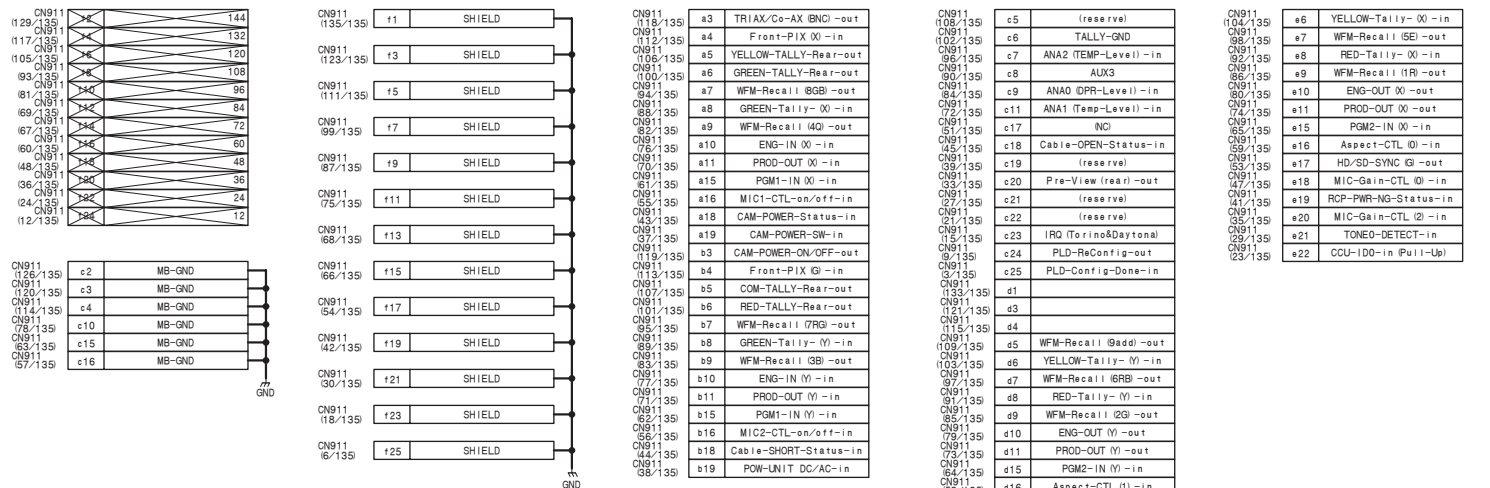 CN911
(129/135) f2 144
CN911
(117/135) f4 132
CN911
(105/135) f6 120
CN911
(93/135) f8 108
CN911
(81/135) f10 96
CN911
(69/135) f12 84
CN911
(67/135) f14 72
CN911
(60/135) f16 60
CN911
(48/135) f18 48
CN911
(36/135) f20 36
CN911
(24/135) f22 24
CN911
(12/135) f24 12
CN911
(126/135) c2 MB-GND
CN911
(120/135) c3 MB-GND
CN911
(114/135) c4 MB-GND
CN911
(78/135) c10 MB-GND
CN911
(63/135) c15 MB-GND
CN911
(57/135) c16 MB-GND
GND
CN911
(135/135) f1 SHIELD
CN911
(123/135) f3 SHIELD
CN911
(111/135) f5 SHIELD
CN911
(99/135) f7 SHIELD
CN911
(87/135) f9 SHIELD
CN911
(75/135) f11 SHIELD
CN911
(68/135) f13 SHIELD
CN911
(66/135) f15 SHIELD
CN911
(54/135) f17 SHIELD
CN911
(42/135) f19 SHIELD
CN911
(30/135) f21 SHIELD
CN911
(18/135) f23 SHIELD
CN911
(6/135) f25 SHIELD
GND
CN911
(118/135) a3 TRIAX/Co-AX (BNC) -out
CN911
(112/135) a4 Front-PIX (X) -in
CN911
(106/135) a5 YELLOW-TALLY-Rear-out
CN911
(100/135) a6 GREEN-TALLY-Rear-out
CN911
(94/135) a7 WFM-Recall (8GB) -out
CN911
(88/135) a8 GREEN-Tally- (X) -in
CN911
(82/135) a9 WFM-Recall (4Q) -out
CN911
(76/135) a10 ENG-IN (X) -in
CN911
(70/135) a11 PROD-OUT (X) -in
CN911
(61/135) a15 PGM1-IN (X) -in
CN911
(55/135) a16 MIC1-CTL-on/off-in
CN911
(43/135) a18 CAM-POWER-Status-in
CN911
(37/135) a19 CAM-POWER-SW-in
CN911
(119/135) b3 CAM-POWER-ON/OFF-out
CN911
(113/135) b4 Front-PIX (G) -in
CN911
(107/135) b5 COM-TALLY-Rear-out
CN911
(101/135) b6 RED-TALLY-Rear-out
CN911
(95/135) b7 WFM-Recall (7RG) -out
CN911
(89/135) b8 GREEN-Tally- (Y) -in
CN911
(83/135) b9 WFM-Recall (3B) -out
CN911
(77/135) b10 ENG-IN (Y) -in
CN911
(71/135) b11 PROD-OUT (Y) -in
CN911
(62/135) b15 PGM1-IN (Y) -in
CN911
(56/135) b16 MIC2-CTL-on/off-in
CN911
(44/135) b18 Cable-SHORT-Status-in
CN911
(38/135) b19 POW-UNIT DC/AC-in
CN911
(108/135) c5 (reserve)
CN911
(102/135) c6 TALLY-GND
CN911
(96/135) c7 ANA2 (TEMP-Level) -in
CN911
(90/135) c8 AUX3
CN911
(84/135) c9 ANA0 (DPR-Level) -in
CN911
(72/135) c11 ANA1 (Temp-Level) -in
CN911
(51/135) c17 (NC)
CN911
(45/135) c18 Cable-OPEN-Status-in
CN911
(39/135) c19 (reserve)
CN911
(33/135) c20 Pre-View (rear) -out
CN911
(27/135) c21 (reserve)
CN911
(21/135) c22 (reserve)
CN911
(15/135) c23 IRQ (Torino&Daytona)
CN911
(9/135) c24 PLD-ReConfig-out
CN911
(3/135) c25 PLD-Config-Done-in
CN911
(133/135) d1
CN911
(121/135) d3
CN911
(115/135) d4
CN911
(109/135) d5 WFM-Recall (9add) -out
CN911
(103/135) d6 YELLOW-Tally- (Y) -in
CN911
(97/135) d7 WFM-Recall (6RB) -out
CN911
(91/135) d8 RED-Tally- (Y) -in
CN911
(85/135) d9 WFM-Recall (2G) -out
CN911
(79/135) d10 ENG-OUT (Y) -out
CN911
(73/135) d11 PROD-OUT (Y) -out
CN911
(64/135) d15 PGM2-IN (Y) -in
CN911
d16 Aspect-CTL (1) -in
CN911
(104/135) e6 YELLOW-Tally- (X) -in
CN911
(98/135) e7 WFM-Recall (5E) -out
CN911
(92/135) e8 RED-Tally- (X) -in
CN911
(86/135) e9 WFM-Recall (1R) -out
CN911
(80/135) e10 ENG-OUT (X) -out
CN911
(74/135) e11 PROD-OUT (X) -out
CN911
(65/135) e15 PGM2-IN (X) -in
CN911
(59/135) e16 Aspect-CTL (0) -in
CN911
(53/135) e17 HD/SD-SYNC (G) -out
CN911
(47/135) e18 MIC-Gain-CTL (0) -in
CN911
(41/135) e19 RCP-PWR-NG-Status-in
CN911
(35/135) e20 MIC-Gain-CTL (2) -in
CN911
(29/135) e21 TONE0-DETECT-in
CN911
(23/135) e22 CCU-ID0-in (Pull-Up)